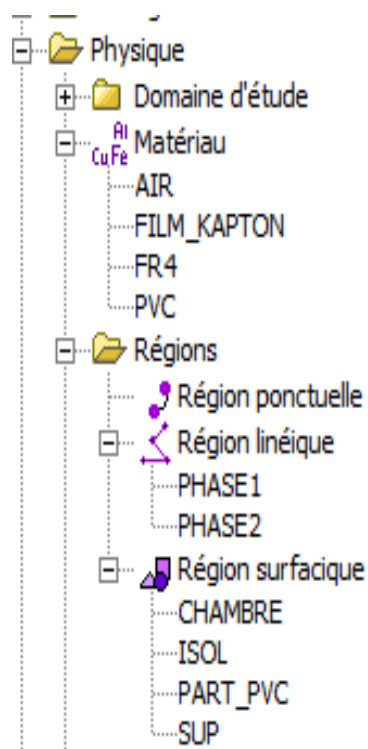 Physique
Domaine d'étude
Al
CuFe Matériau
AIR
FILM_KAPTON
FR4
PVC
Régions
Région ponctuelle
Région linéique
PHASE1
PHASE2
Région surfacique
CHAMBRE
ISOL
PART_PVC
SUP